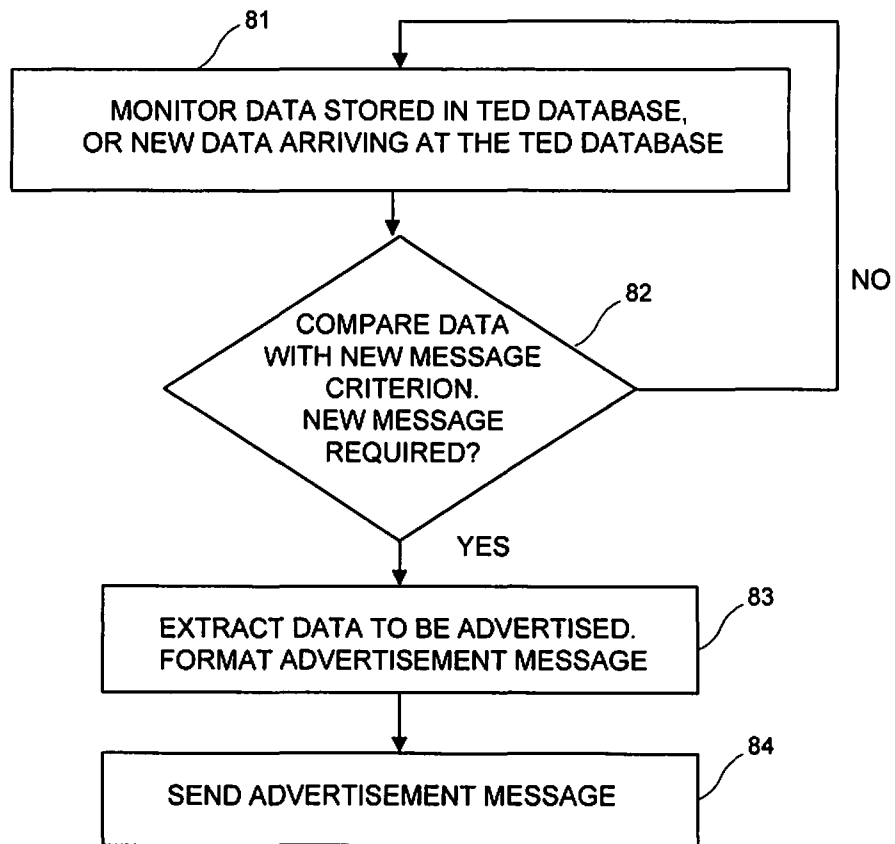 81
MONITOR DATA STORED IN TED DATABASE,
OR NEW DATA ARRIVING AT THE TED DATABASE
NO
82
COMPARE DATA
WITH NEW MESSAGE
CRITERION.
NEW MESSAGE
REQUIRED?
YES
83
EXTRACT DATA TO BE ADVERTISED.
FORMAT ADVERTISEMENT MESSAGE
84
SEND ADVERTISEMENT MESSAGE